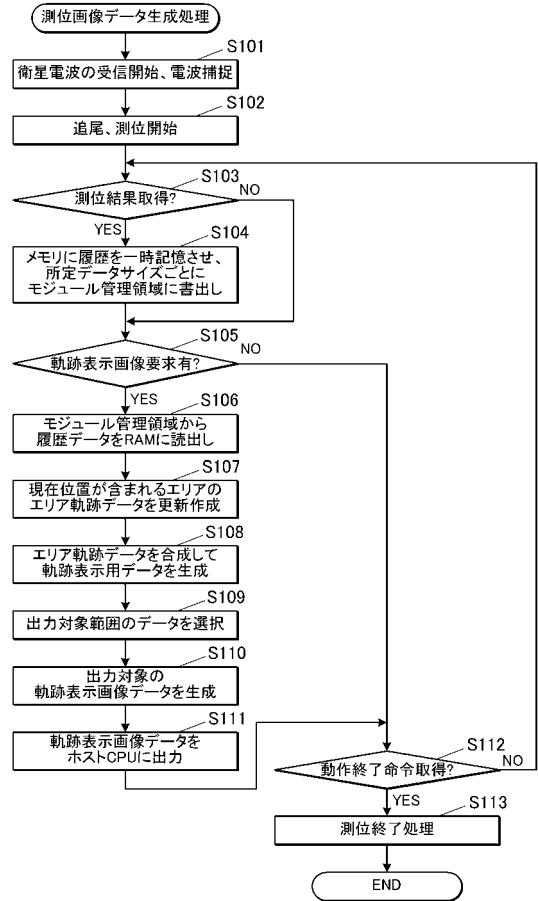 測位画像データ生成処理
S101
衛星電波の受信開始、電波捕捉
S102
追尾、測位開始
S103
測位結果取得?
NO
YES
S104
メモリに履歴を一時記憶させ、
所定データサイズごとに
モジュール管理領域に書出し
S105
軌跡表示画像要求有?
NO
YES
S106
モジュール管理領域から
履歴データをRAMに読出し
S107
現在位置が含まれるエリアの
エリア軌跡データを更新作成
S108
エリア軌跡データを合成して
軌跡表示用データを生成
S109
出力対象範囲のデータを選択
S110
出力対象の
軌跡表示画像データを生成
S111
軌跡表示画像データを
ホストCPUに出力
S112
動作終了命令取得?
NO
YES
S113
測位終了処理
END